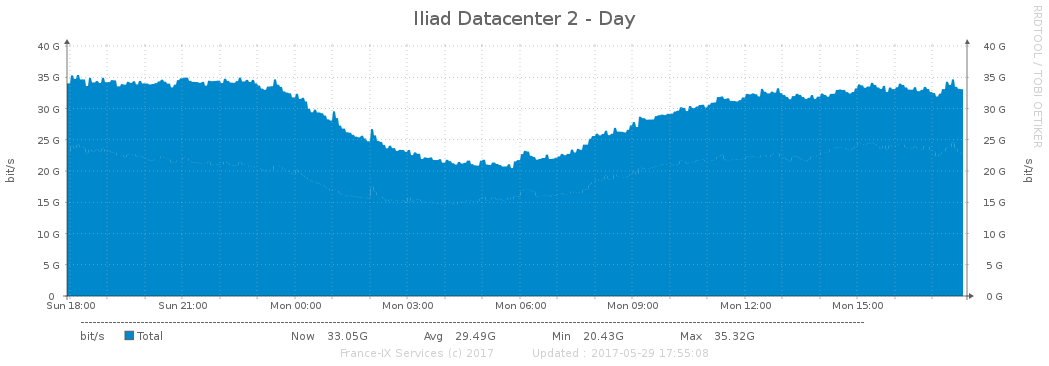 Iliad Datacenter 2 - Day
RRDTOOL / TOBI OETIKER
40 G 40 G
35 G 35 G
30 G 30 G
25 G 25 G
bit/s 20 G 20 G bit/s
15 G 15 G
10 G 10 G
5 G 5 G
0 0 G
Sun 18:00 Sun 21:00 Mon 00:00 Mon 03:00 Mon 06:00 Mon 09:00 Mon 12:00 Mon 15:00
bit/s Total Now 33.05G Avg 29.49G Min 20.43G Max 35.32G
France-IX Services (c) 2017 Updated : 2017-05-29 17:55:08